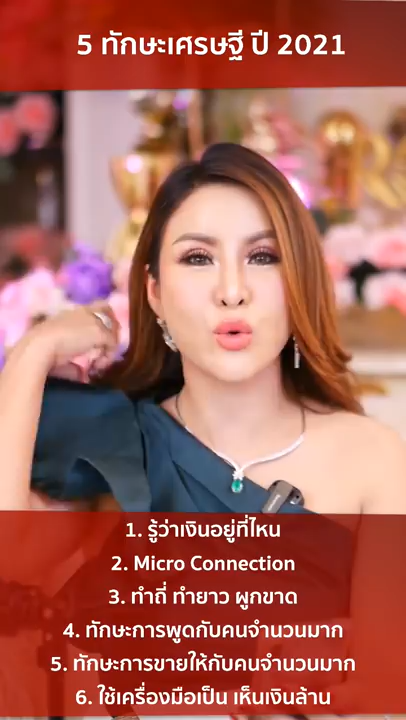 5 ทักษะเศรษฐี ปี 2021
1. รู้ว่าเงินอยู่ที่ไหน
2. Micro Connection
3. ทำถี่ ทำยาว ผูกขาด
4. ทักษะการพูดกับคนจำนวนมาก
5. ทักษะการขายให้กับคนจำนวนมาก
6. ใช้เครื่องมือเป็น เห็นเงินล้าน